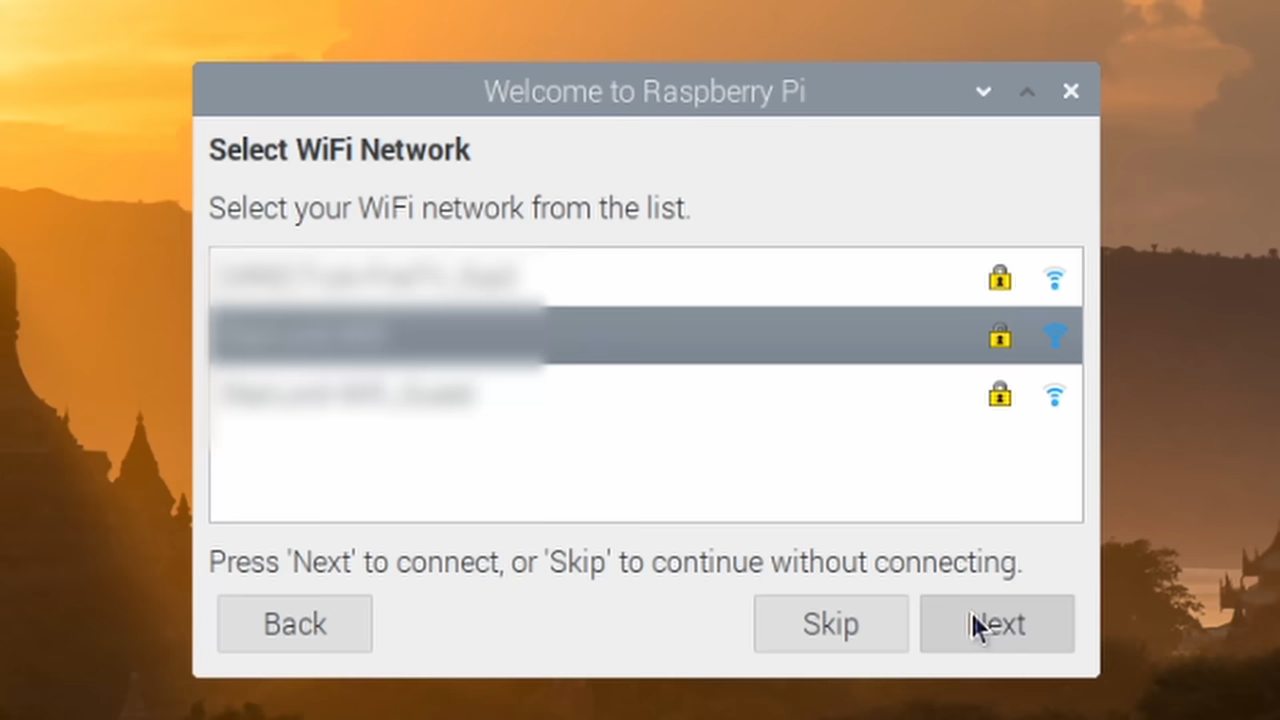 Welcome to Raspberry Pi
Select WiFi Network
Select your WiFi network from the list.
Press 'Next' to connect, or 'Skip' to continue without connecting.
Back
Skip
Next